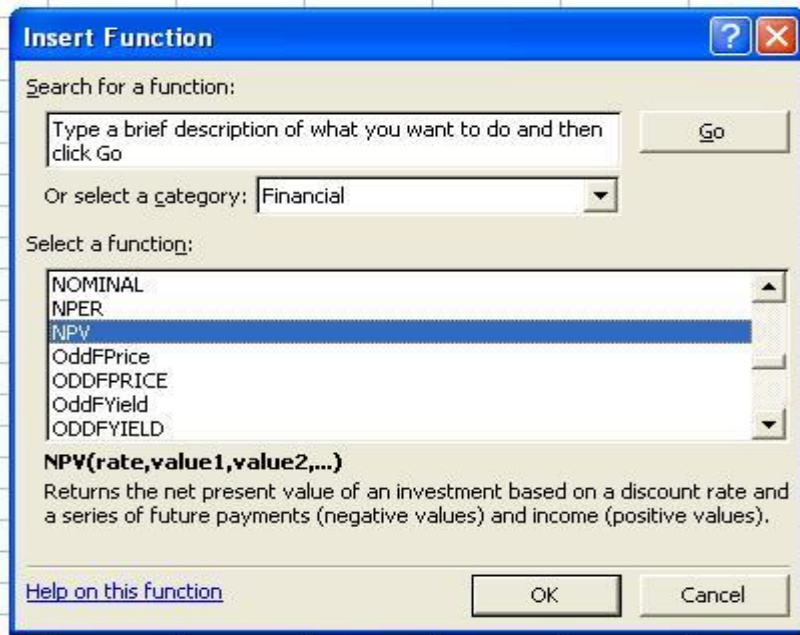 Insert Function
Search for a function:
Type a brief description of what you want to do and then
click Go
Go
Or select a category: Financial
Select a function:
NOMINAL
NPER
NPV
OddFPrice
ODDFPRICE
OddFYield
ODDFYIELD
NPV(rate,value1,value2,...)
Returns the net present value of an investment based on a discount rate and
a series of future payments (negative values) and income (positive values).
Help on this function
OK
Cancel